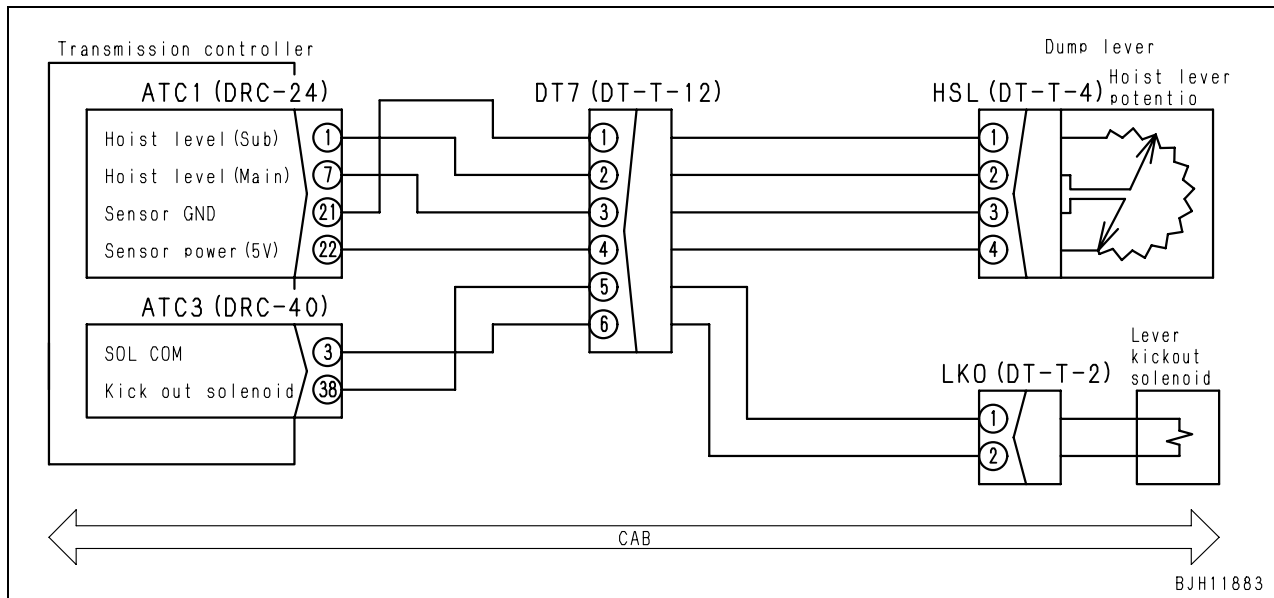 Transmission controller
ATC1 (DRC-24)
Hoist level (Sub)
1
Hoist level (Main)
7
Sensor GND
21
Sensor power (5V)
22
ATC3 (DRC-40)
SOL COM
3
Kick out solenoid
38
DT7 (DT-T-12)
1
2
3
4
5
6
Dump lever
HSL (DT-T-4)
Hoist lever
potentio
1
2
3
4
LKO (DT-T-2)
1
2
Lever
kickout
solenoid
CAB
BJH11883